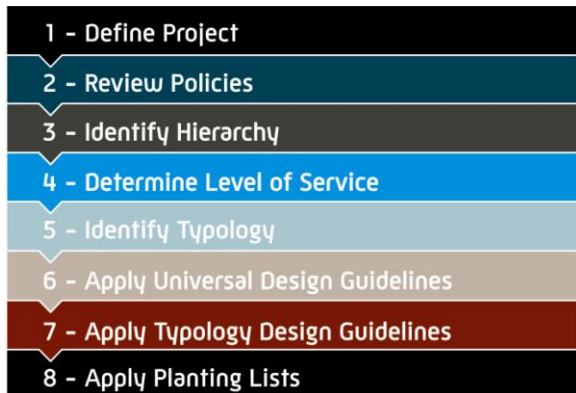 1 - Define Project
2 - Review Policies
3 - Identify Hierarchy
4 - Determine Level of Service
5 - Identify Typology
6 - Apply Universal Design Guidelines
7 - Apply Typology Design Guidelines
8 - Apply Planting Lists